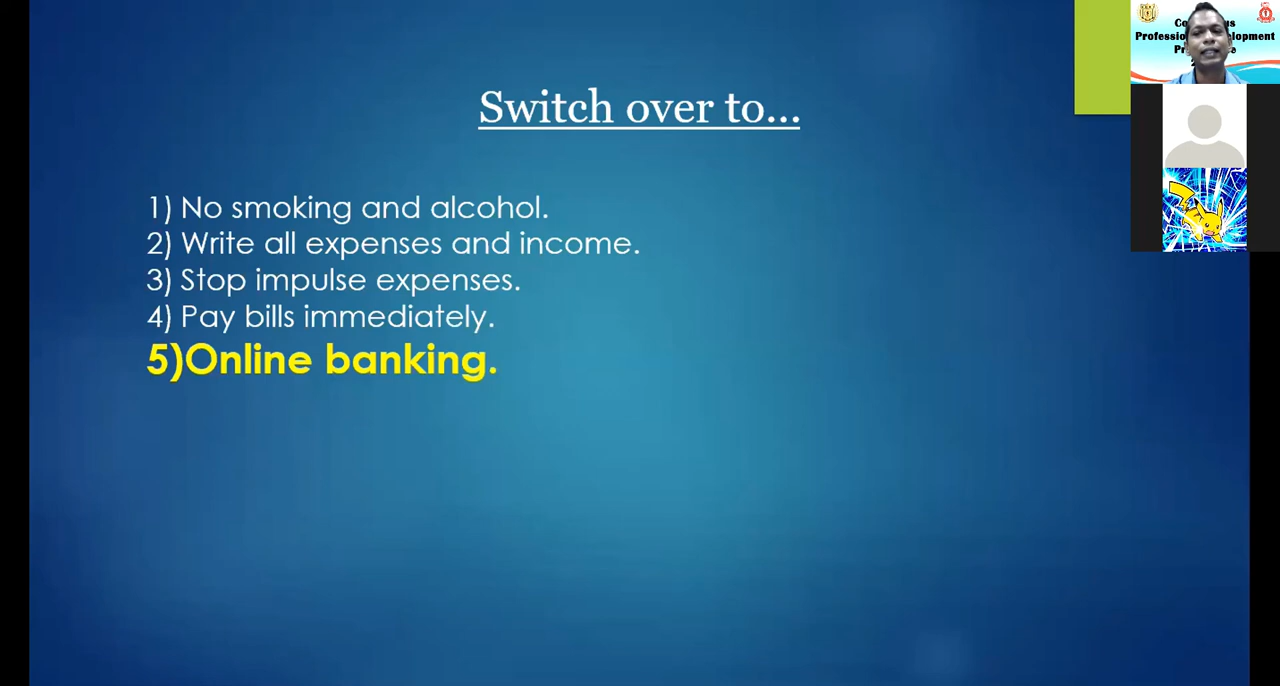 Switch over to...
1) No smoking and alcohol.
2) Write all expenses and income.
3) Stop impulse expenses.
4) Pay bills immediately.
5)Online banking.